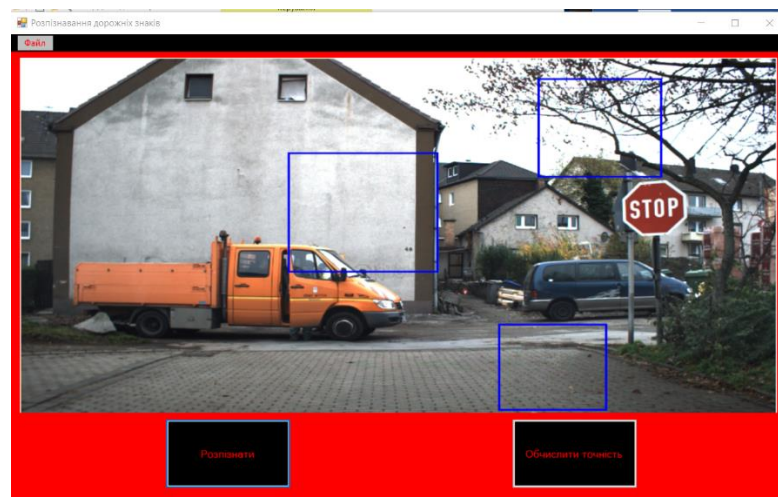 Розпізнавання дорожніх знаків
Файл
STOP
Розпізнати
Обчислити точність